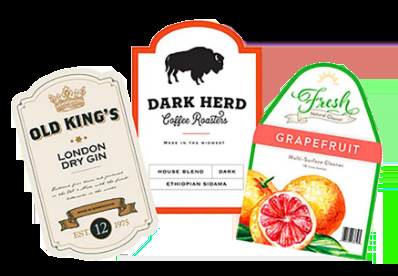 OLD KING'S
LONDON
DRY GIN
EST. 12 1975
DARK HERD
Coffee Roasters
MADE IN THE MIDWEST
HOUSE BLEND DARK
ETHIOPIAN SIDAMA
Fresh
Natural Cleaner
GRAPEFRUIT
Multi-Surface Cleaner